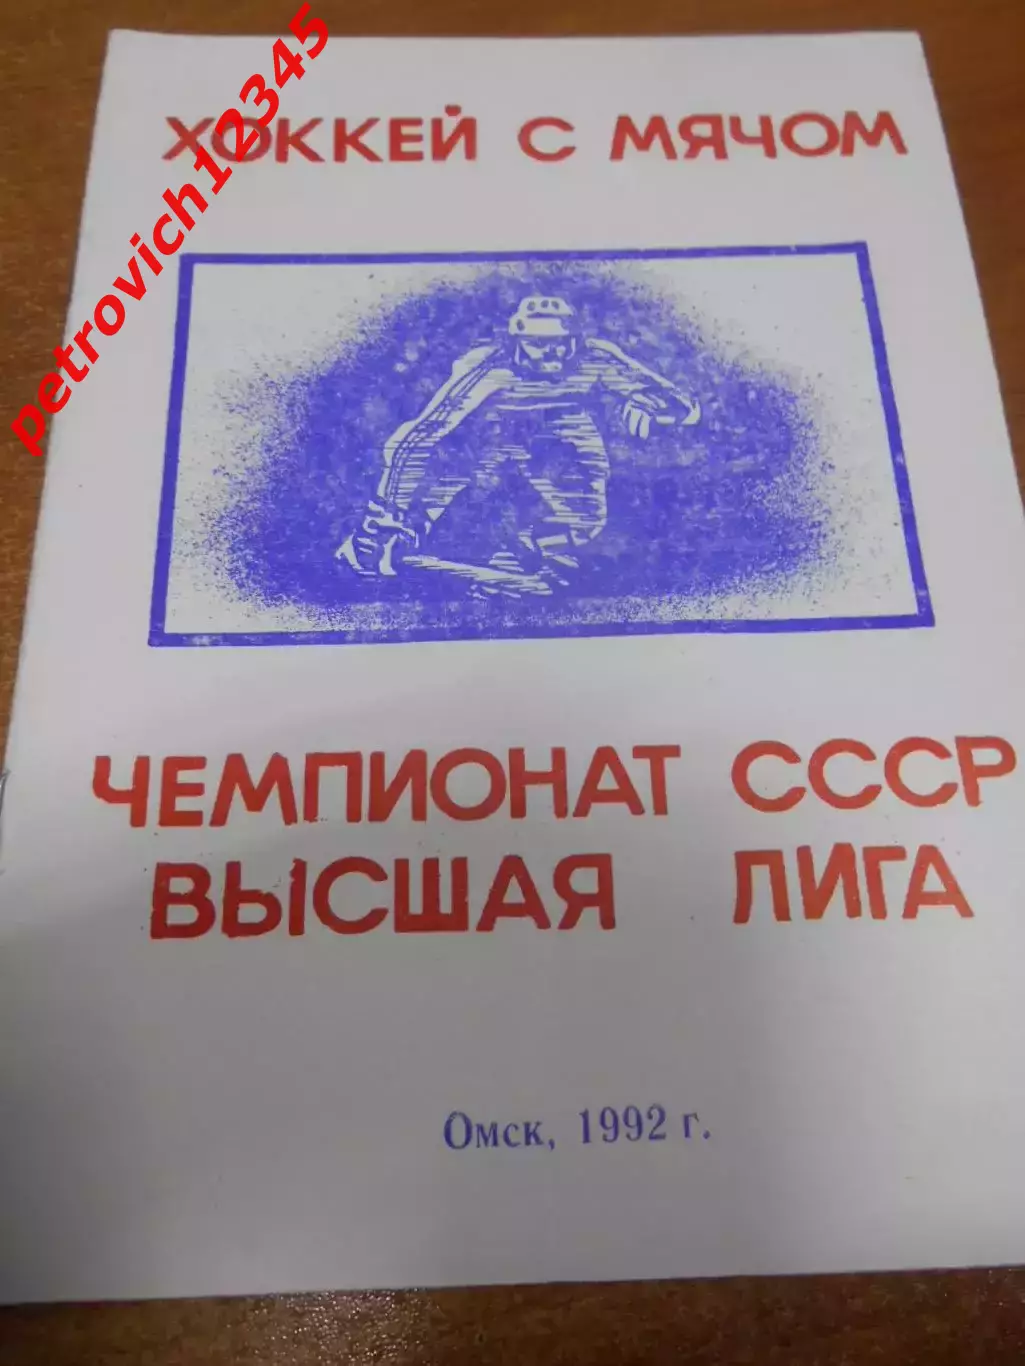 petrovich12345
ХОККЕЙ С МЯЧОМ
ЧЕМПИОНАТ СССР
ВЫСШАЯ ЛИГА
Омск, 1992 г.